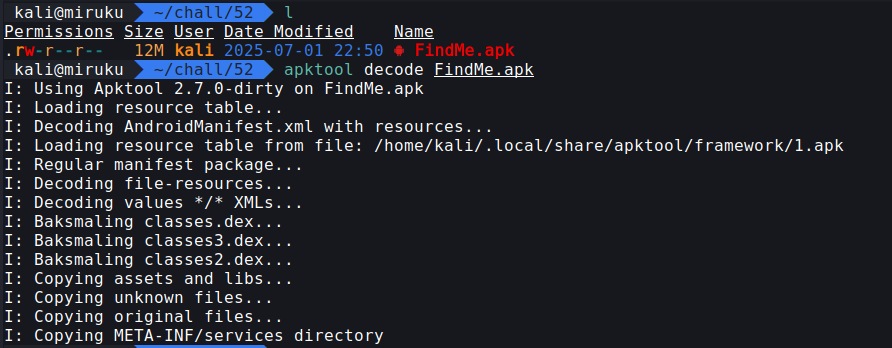 kali@miruku ~/chall/52 l
Permissions Size User Date Modified Name
.rw-r--r-- 12M kali 2025-07-01 22:50 FindMe.apk
kali@miruku ~/chall/52 apktool decode FindMe.apk
I: Using Apktool 2.7.0-dirty on FindMe.apk
I: Loading resource table...
I: Decoding AndroidManifest.xml with resources...
I: Loading resource table from file: /home/kali/.local/share/apktool/framework/1.apk
I: Regular manifest package...
I: Decoding file-resources...
I: Decoding values */* XMLs...
I: Baksmaling classes.dex...
I: Baksmaling classes3.dex...
I: Baksmaling classes2.dex...
I: Copying assets and libs...
I: Copying unknown files...
I: Copying original files...
I: Copying META-INF/services directory